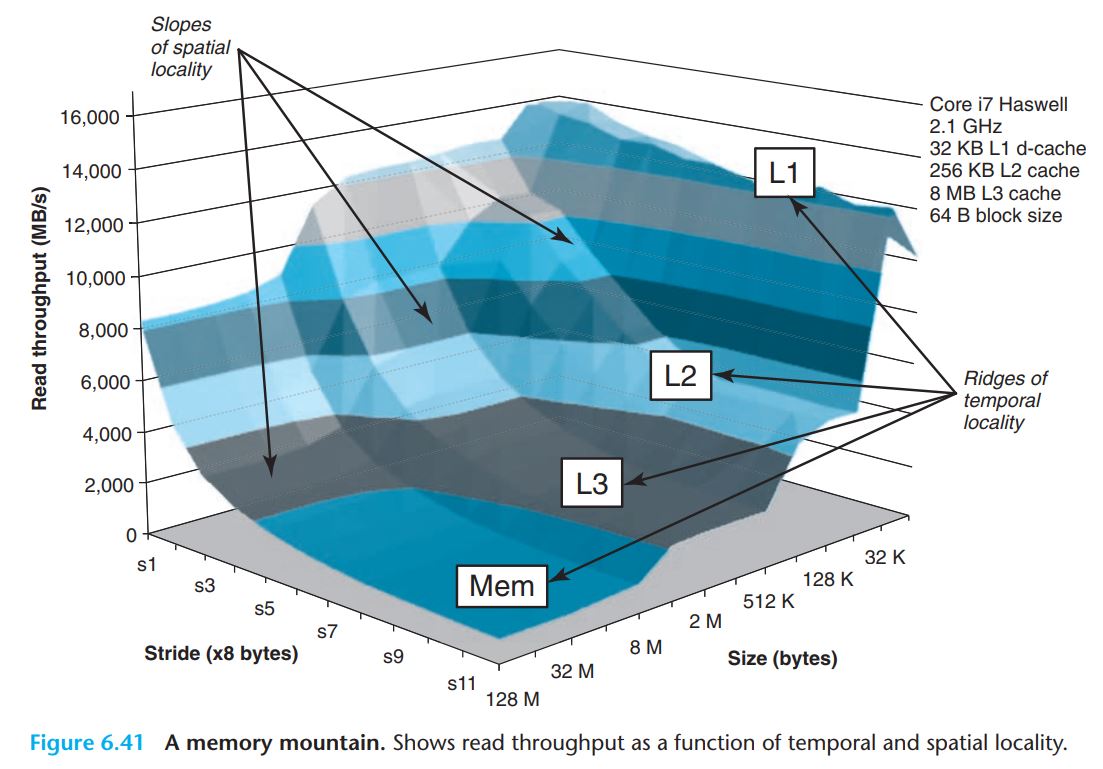 Slopes
of spatial
locality
16,000
14,000
12,000
10,000
8,000
6,000
4,000
2,000
0
Read throughput (MB/s)
Core i7 Haswell
2.1 GHz
32 KB L1 d-cache
256 KB L2 cache
8 MB L3 cache
64 B block size
L1
L2
L3
Mem
Ridges of
temporal
locality
s1
s3
s5
s7
s9
s11
Stride (x8 bytes)
128 M
32 M
8 M
2 M
512 K
128 K
32 K
Size (bytes)
Figure 6.41 A memory mountain. Shows read throughput as a function of temporal and spatial locality.